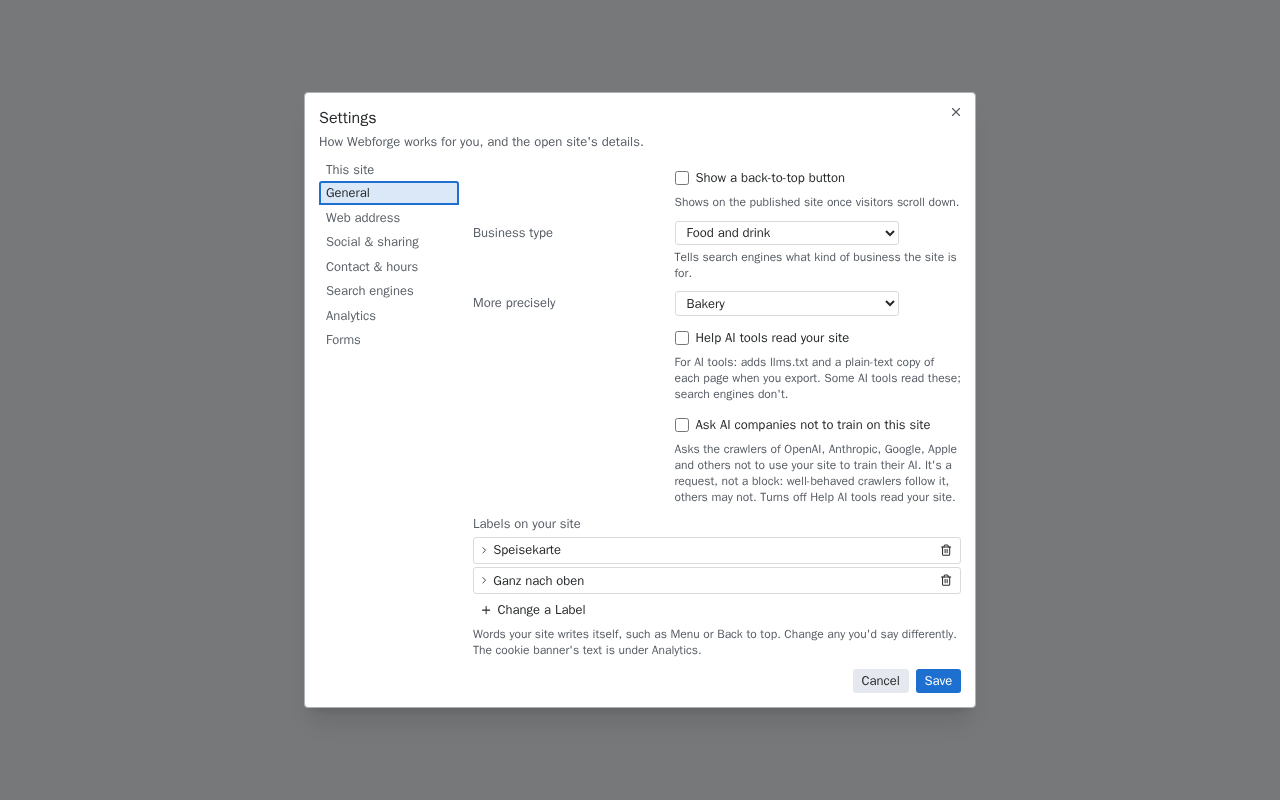 Settings
How Webforge works for you, and the open site's details.
This site
General
Web address
Social & sharing
Contact & hours
Search engines
Analytics
Forms
Show a back-to-top button
Shows on the published site once visitors scroll down.
Business type
Food and drink
Tells search engines what kind of business the site is
for.
More precisely
Bakery
Help AI tools read your site
For AI tools: adds llms.txt and a plain-text copy of
each page when you export. Some AI tools read these;
search engines don't.
Ask AI companies not to train on this site
Asks the crawlers of OpenAI, Anthropic, Google, Apple
and others not to use your site to train their AI. It's a
request, not a block: well-behaved crawlers follow it,
others may not. Turns off Help AI tools read your site.
Labels on your site
Speisekarte
Ganz nach oben
Change a Label
Words your site writes itself, such as Menu or Back to top. Change any you'd say differently.
The cookie banner's text is under Analytics.
Cancel
Save